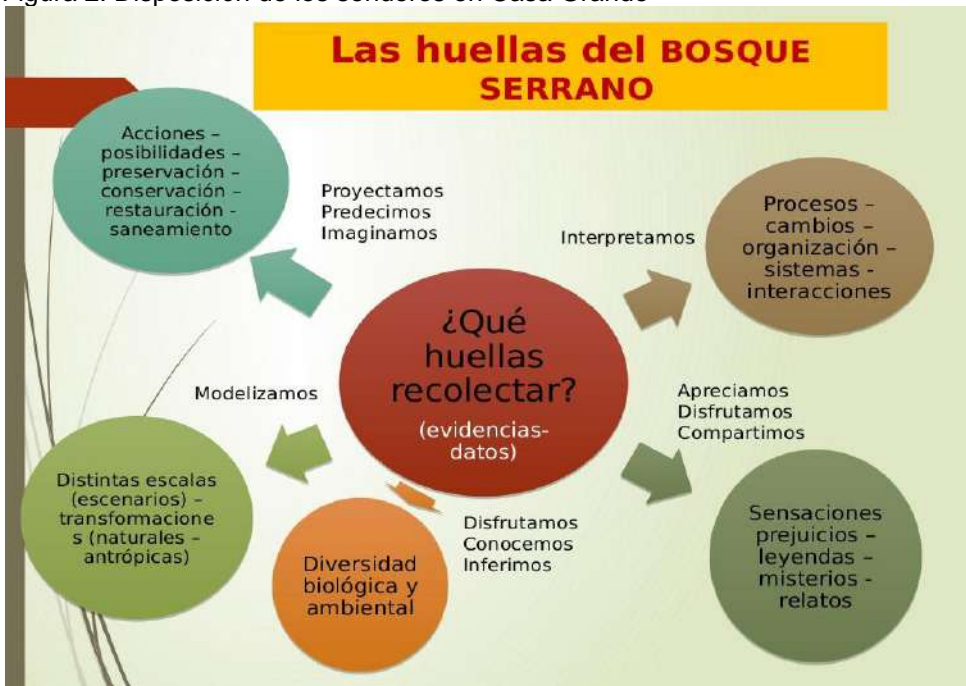 Figura 2. Disposición de los senderos en Casa Grande
Las huellas del BOSQUE
SERRANO
Acciones –
posibilidades –
preservación –
conservación –
restauración -
saneamiento
Proyectamos
Predecimos
Imaginamos
Interpretamos
Procesos –
cambios –
organización –
sistemas -
interacciones
¿Qué
huellas
recolectar?
(evidencias-
datos)
Modelizamos
Apreciamos
Disfrutamos
Compartimos
Distintas escalas
(escenarios) –
transformacione
s (naturales –
antrópicas)
Diversidad
biológica y
ambiental
Disfrutamos
Conocemos
Inferimos
Sensaciones
prejuicios –
leyendas –
misterios -
relatos